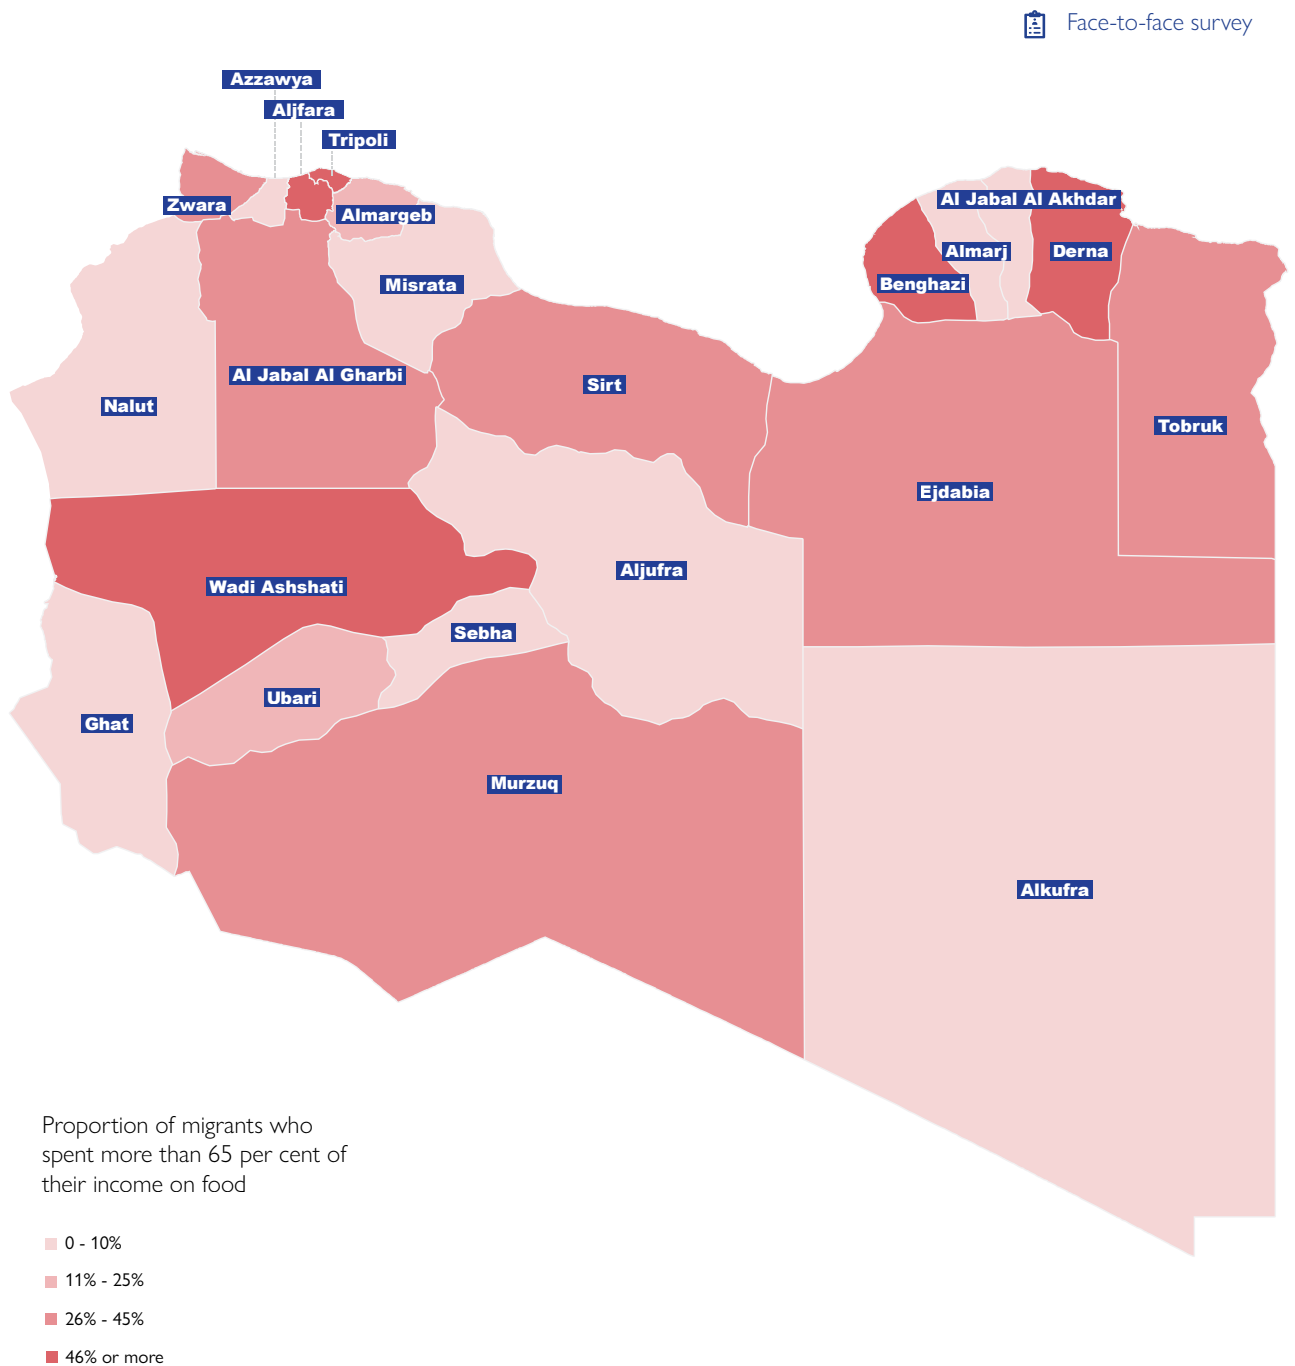 Face-to-face survey
Azzawya
Aljfara
Tripoli
Zwara
Almargeb
Al Jabal Al Akhdar
Almarj
Derna
Misrata
Benghazi
Al Jabal Al Gharbi
Sirt
Nalut
Tobruk
Ejdabia
Aljufra
Wadi Ashshati
Sebha
Ubari
Ghat
Murzuq
Alkufra
Proportion of migrants who
spent more than 65 per cent of
their income on food
0 - 10%
11% - 25%
26% - 45%
46% or more